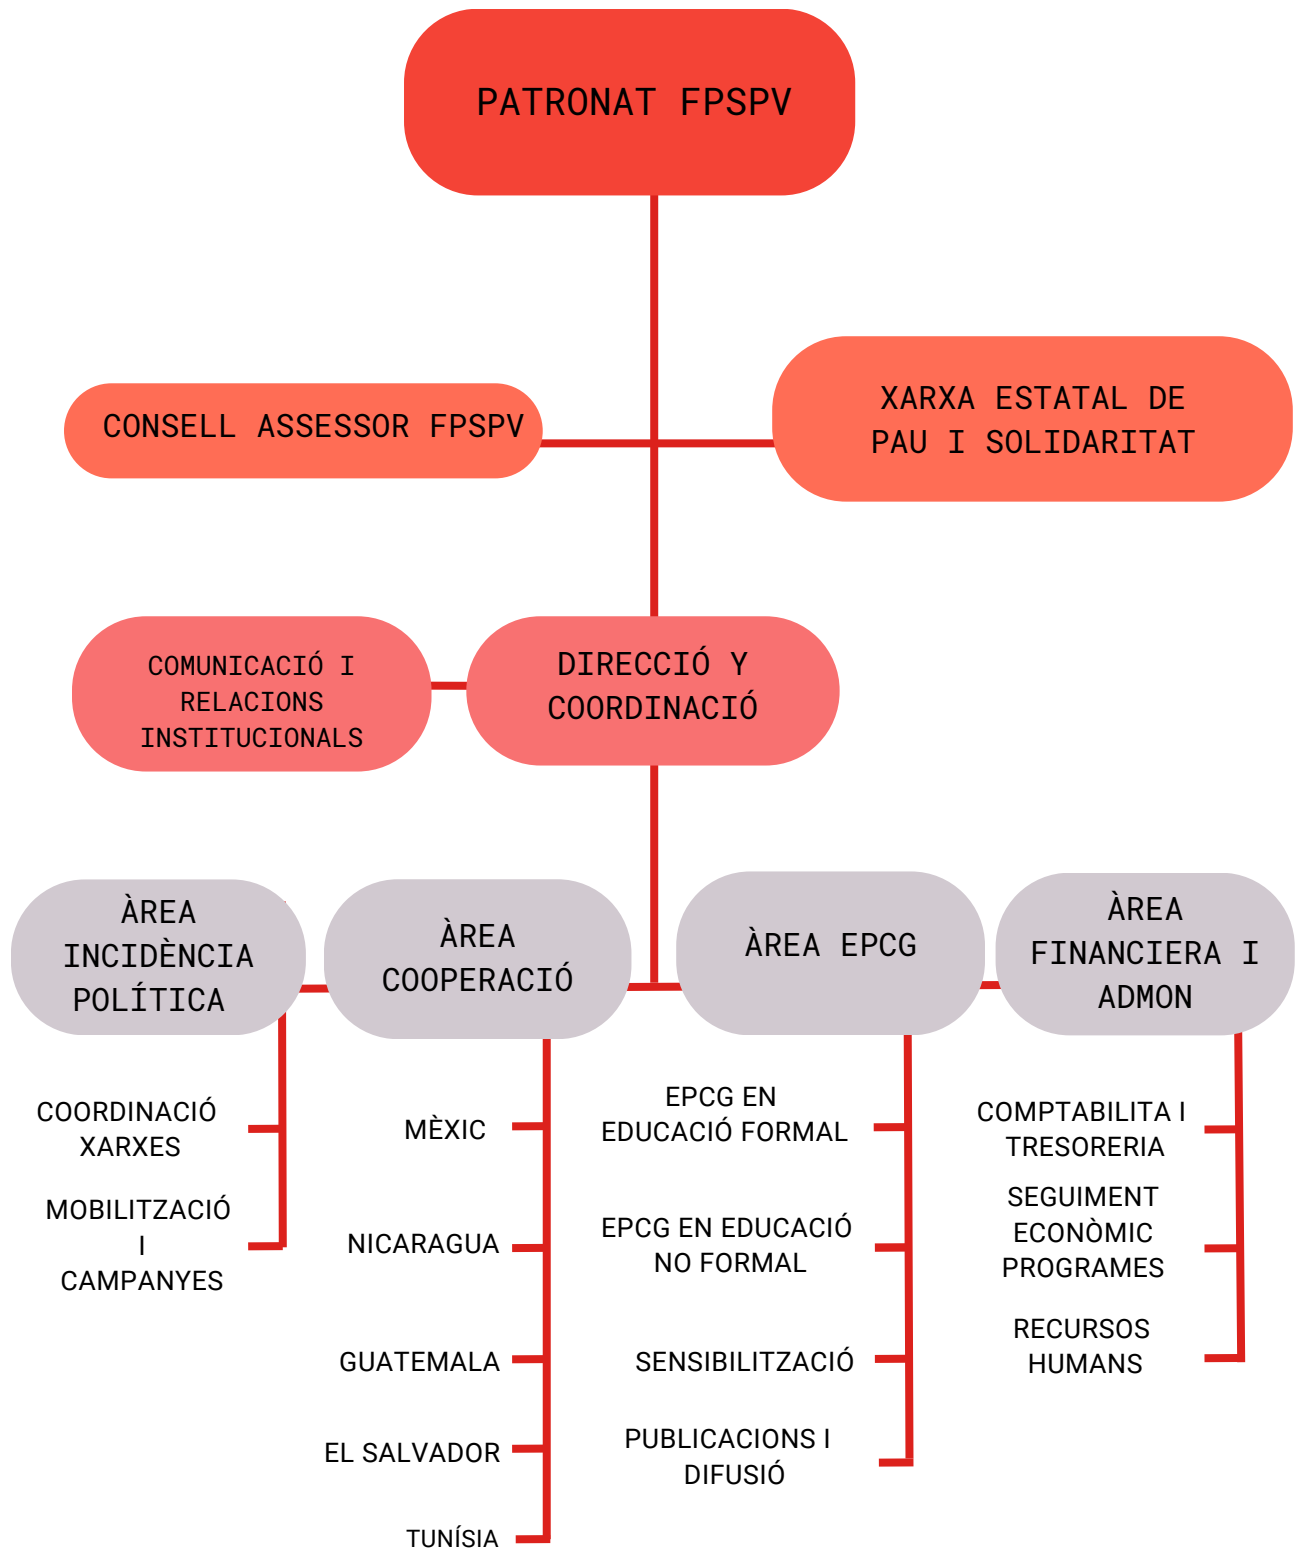 PATRONAT FPSPV
CONSELL ASSESSOR FPSPV
XARXA ESTATAL DE
PAU I SOLIDARITAT
COMUNICACIÓ I
RELACIONS
INSTITUCIONALS
DIRECCIÓ Y
COORDINACIÓ
ÀREA
INCIDÈNCIA
POLÍTICA
COORDINACIÓ
XARXES
MOBILITZACIÓ
I
CAMPANYES
ÀREA
COOPERACIÓ
MÈXIC
NICARAGUA
GUATEMALA
EL SALVADOR
TUNÍSIA
ÀREA EPCG
EPCG EN
EDUCACIÓ FORMAL
EPCG EN EDUCACIÓ
NO FORMAL
SENSIBILITZACIÓ
PUBLICACIONS I
DIFUSIÓ
ÀREA
FINANCIERA I
ADMON
COMPTABILITA I
TRESORERIA
SEGUIMENT
ECONÒMIC
PROGRAMES
RECURSOS
HUMANS